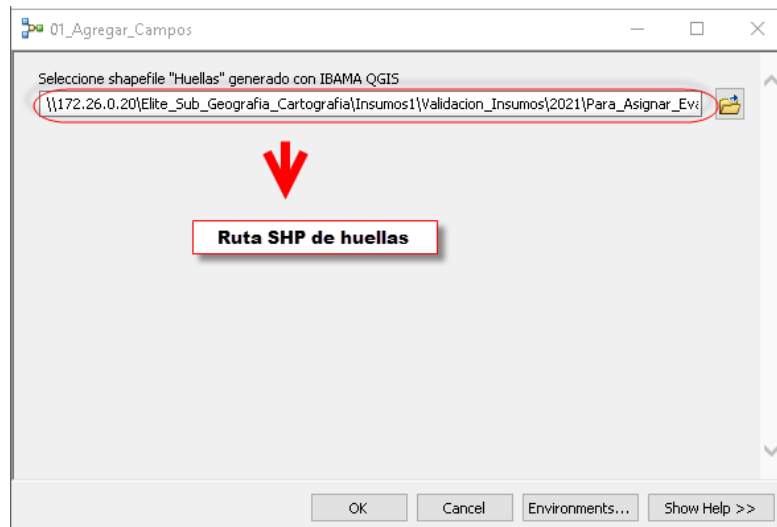 01_Agregar_Campos
Seleccione shapefile "Huellas" generado con IBAMA QGIS
\\172.26.0.20\Elite_Sub_Geografia_Cartografia\Insumos1\Validacion_Insumos\2021\Para_Asignar_Eva
Ruta SHP de huellas
OK Cancel Environments... Show Help >>